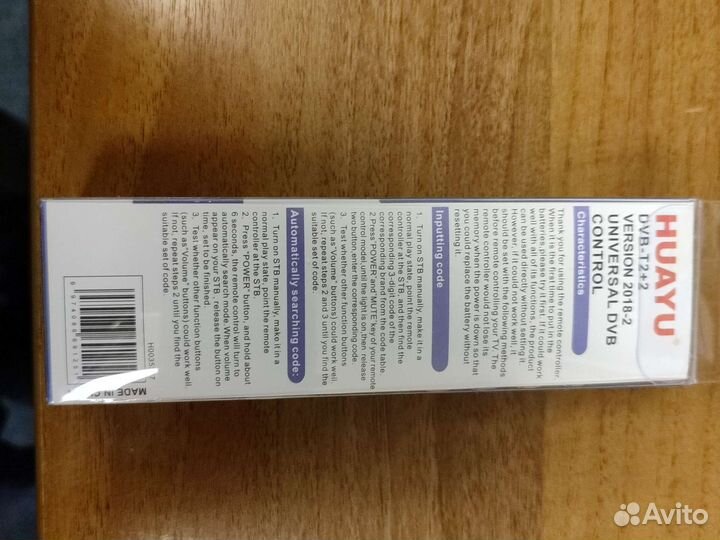 HUAYU®
DVB-T2+2
VERSION 2018-2
UNIVERSAL DVB
CONTROL
Characteristics
Thank you for using the remote controller.
When it is the first time to put in the
batteries, please try it first. If it could work
well with all of its functions, the product
can be used directly without setting it.
However, if it could not work well, it
should be set with the following methods
before remote controlling your TV. This
remote controller would not lose its
memory when the power is down, so that
you could replace the battery without
resetting it.
Inputting code
1. Turn on STB manually, make it in a
normal play state, point the remote
controller at the STB, and then find the
corresponding 3-digit code of the
corresponding brand from the code table.
2.Press "POWER"and"MUTE"key of your remote
control model, until the light is on, then release
two button, enter the corresponding code
3. Test whether other function buttons
(such as"Volume"buttons) could work well.
If not, repeat steps 2 and 3 until you find the
suitable set of code.
Automatically searching code:
1. Turn on STB manually, make it in a
normal play state, point the remote
controller at the STB.
2. Press "POWER" button, and hold about
6 seconds, the remote control will turn to
automatically search mode. When volume
appear on your STB, release the button on
time, set to be finished.
3. Test whether other function buttons
(such as"Volume"buttons) could work well.
If not, repeat steps 2 until you find the
suitable set of code.
MADE IN
Avito